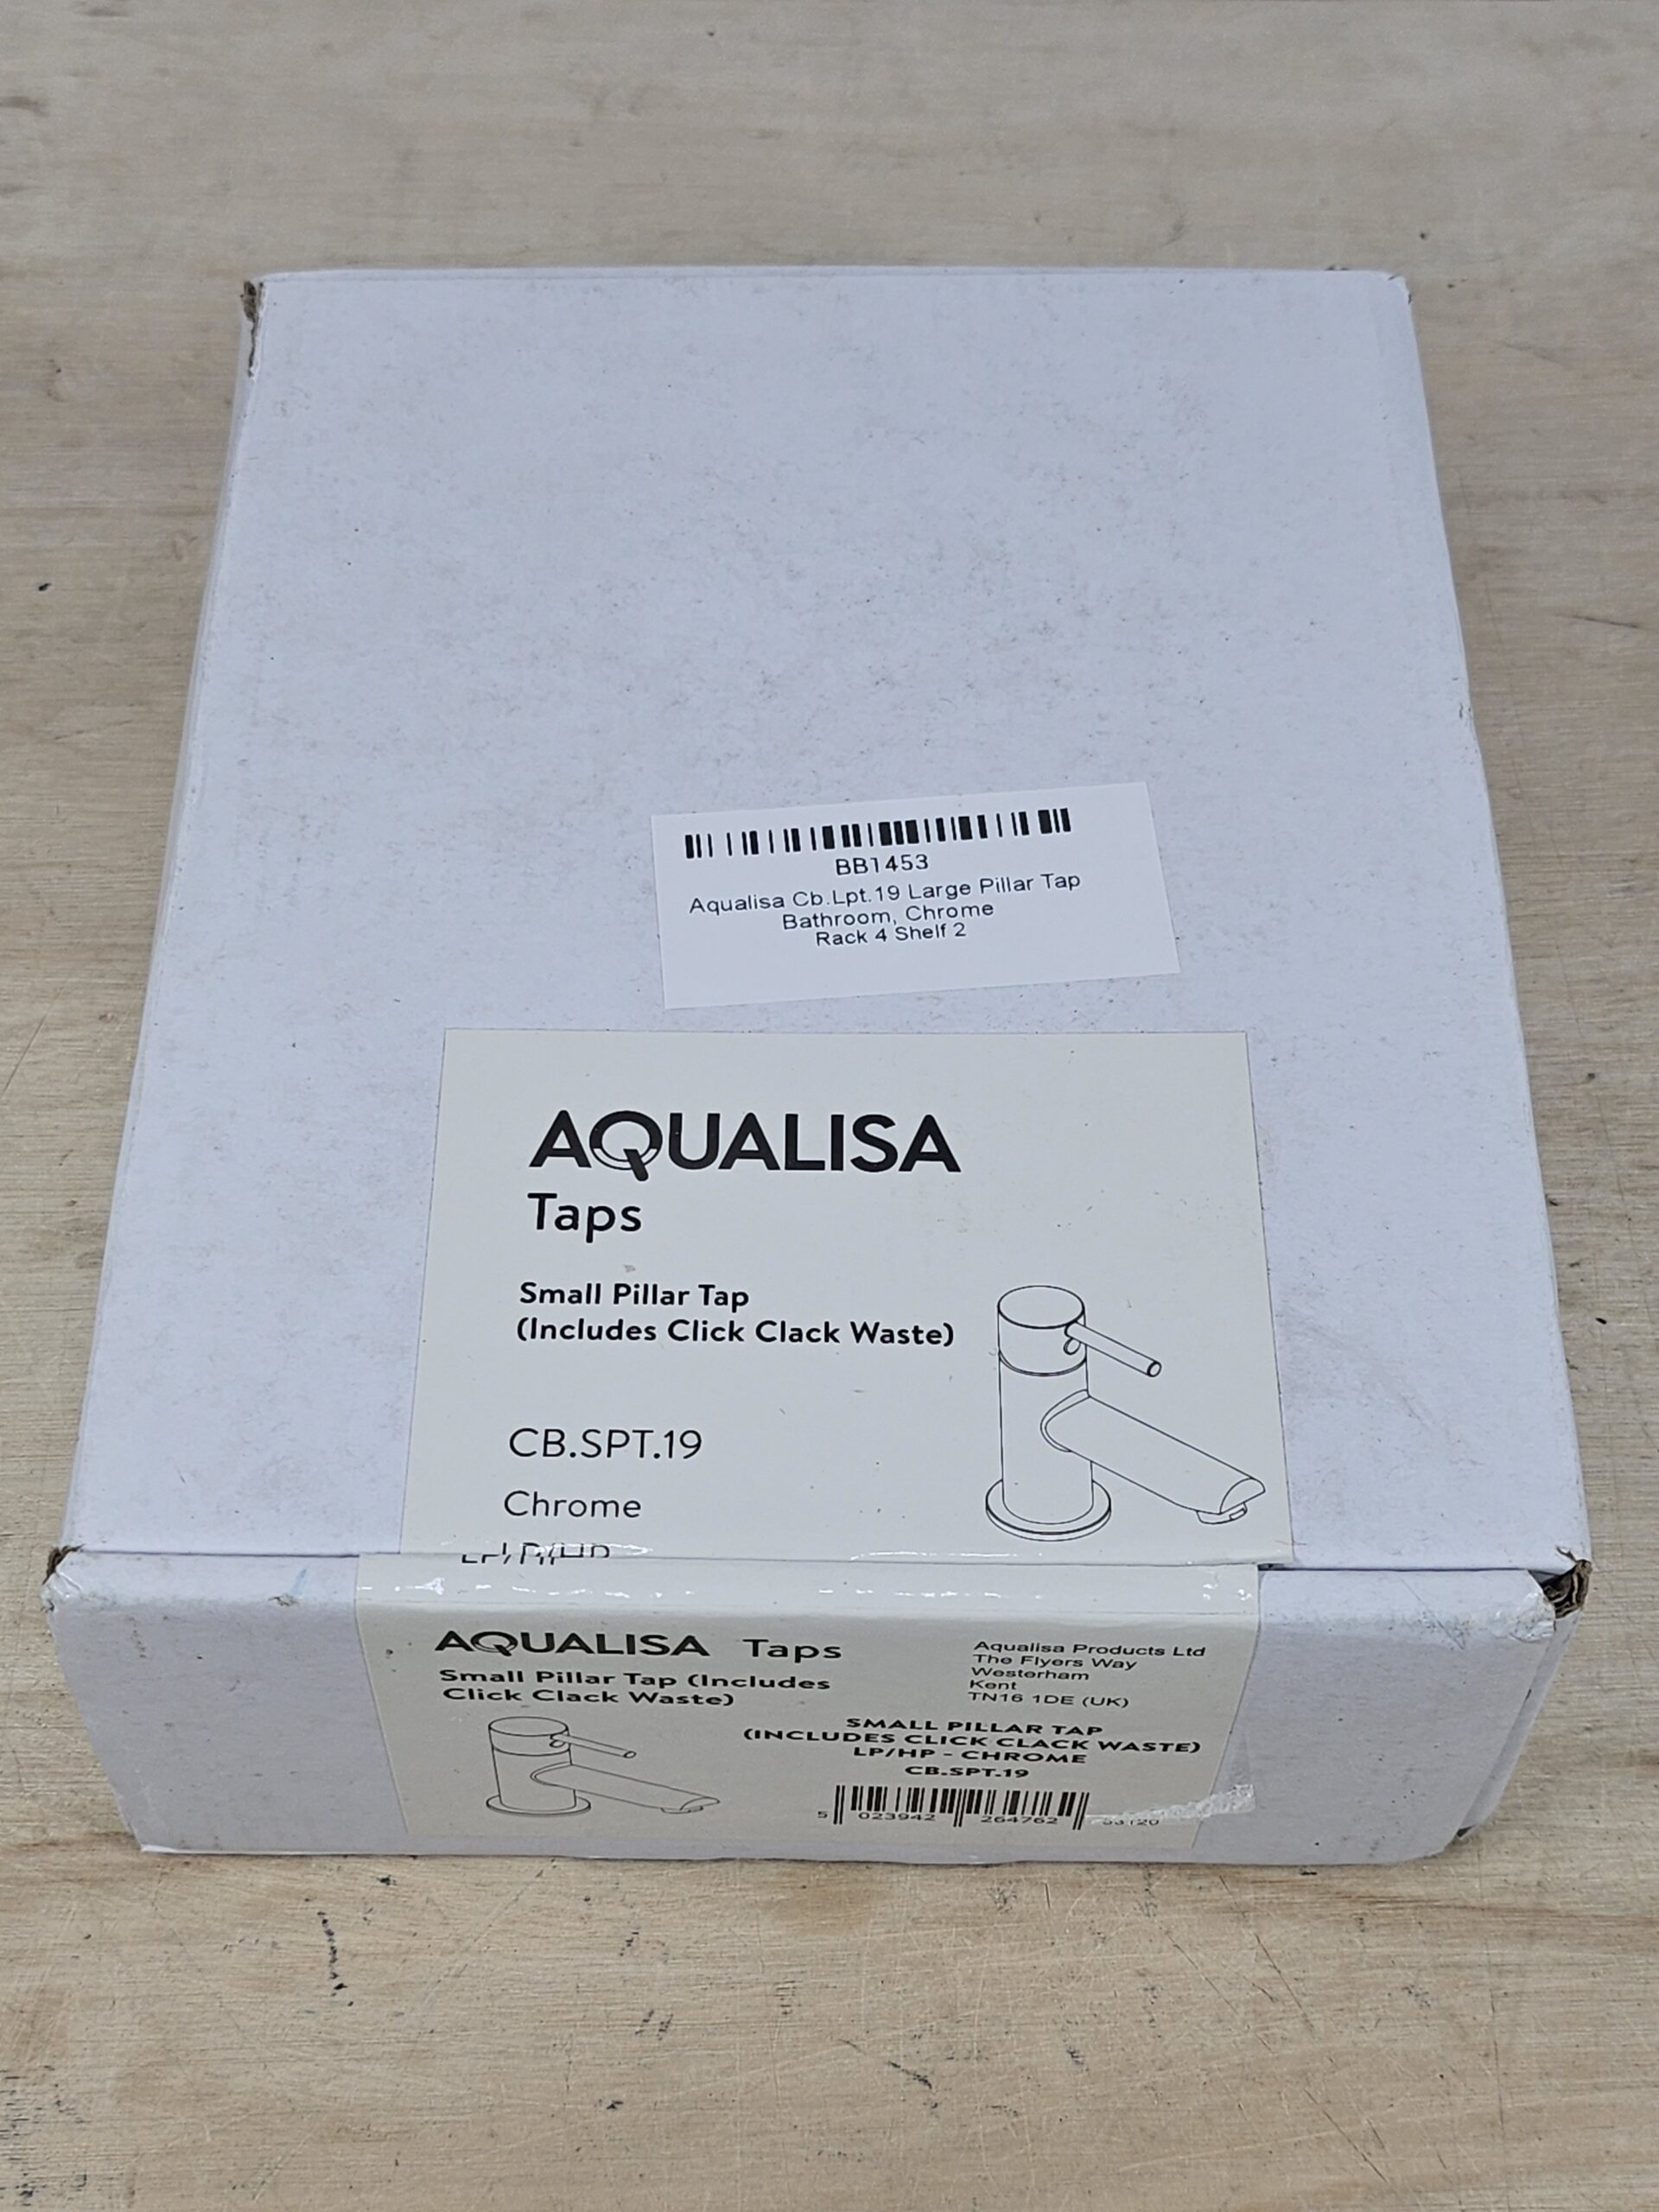 BB1453
Aqualisa Cb.Lpt.19 Large Pillar Tap
Bathroom, Chrome
Rack 4 Shelf 2
AQUALISA
Taps
Small Pillar Tap
(Includes Click Clack Waste)
CB.SPT.19
Chrome
LP/HP
AQUALISA Taps
Small Pillar Tap (Includes
Click Clack Waste)
Aqualisa Products Ltd
The Flyers Way
Westerham
Kent
TN16 1DE (UK)
SMALL PILLAR TAP
(INCLUDES CLICK CLACK WASTE)
LP/HP - CHROME
CB.SPT.19
5 023942 264762